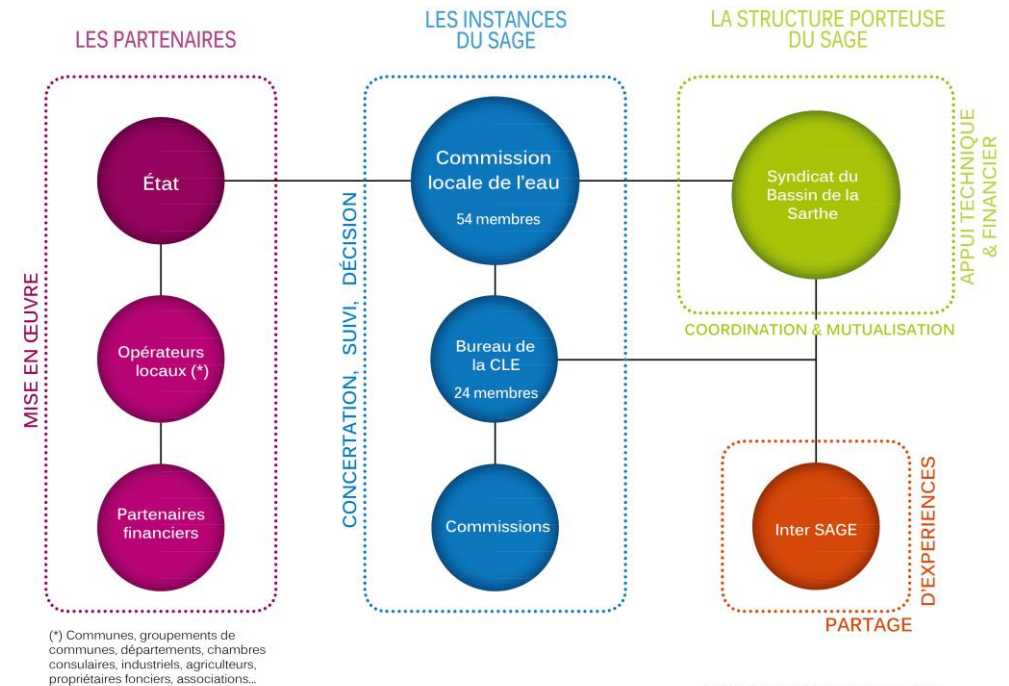 LES PARTENAIRES
LES INSTANCES
DU SAGE
LA STRUCTURE PORTEUSE
DU SAGE
État
Opérateurs
locaux (*)
Partenaires
financiers
MISE EN ŒUVRE
(*) Communes, groupements de
communes, départements, chambres
consulaires, industriels, agriculteurs,
propriétaires fonciers, associations...
Commission
locale de l'eau
54 membres
Bureau de
la CLE
24 membres
Commissions
CONCERTATION, SUIVI, DÉCISION
Syndicat du
Bassin de la
Sarthe
APPUI TECHNIQUE
& FINANCIER
COORDINATION & MUTUALISATION
Inter SAGE
PARTAGE
D'EXPERIENCES